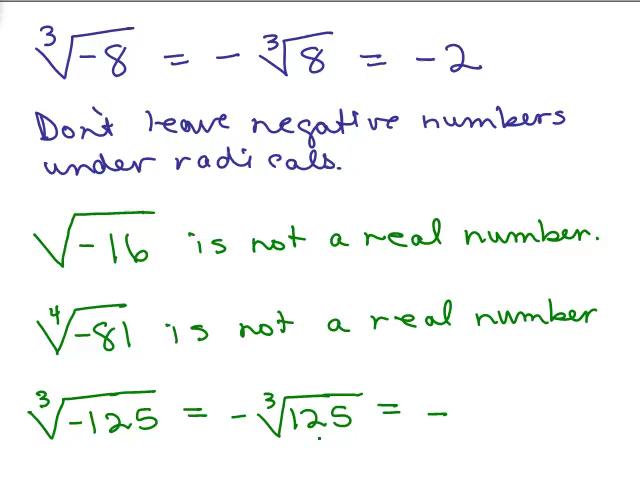 ∛-8 = - ∛8 = -2
Don't leave negative numbers
under radicals.
√-16 is not a real number.
∜-81 is not a real number
∛-125 = - ∛125 = -